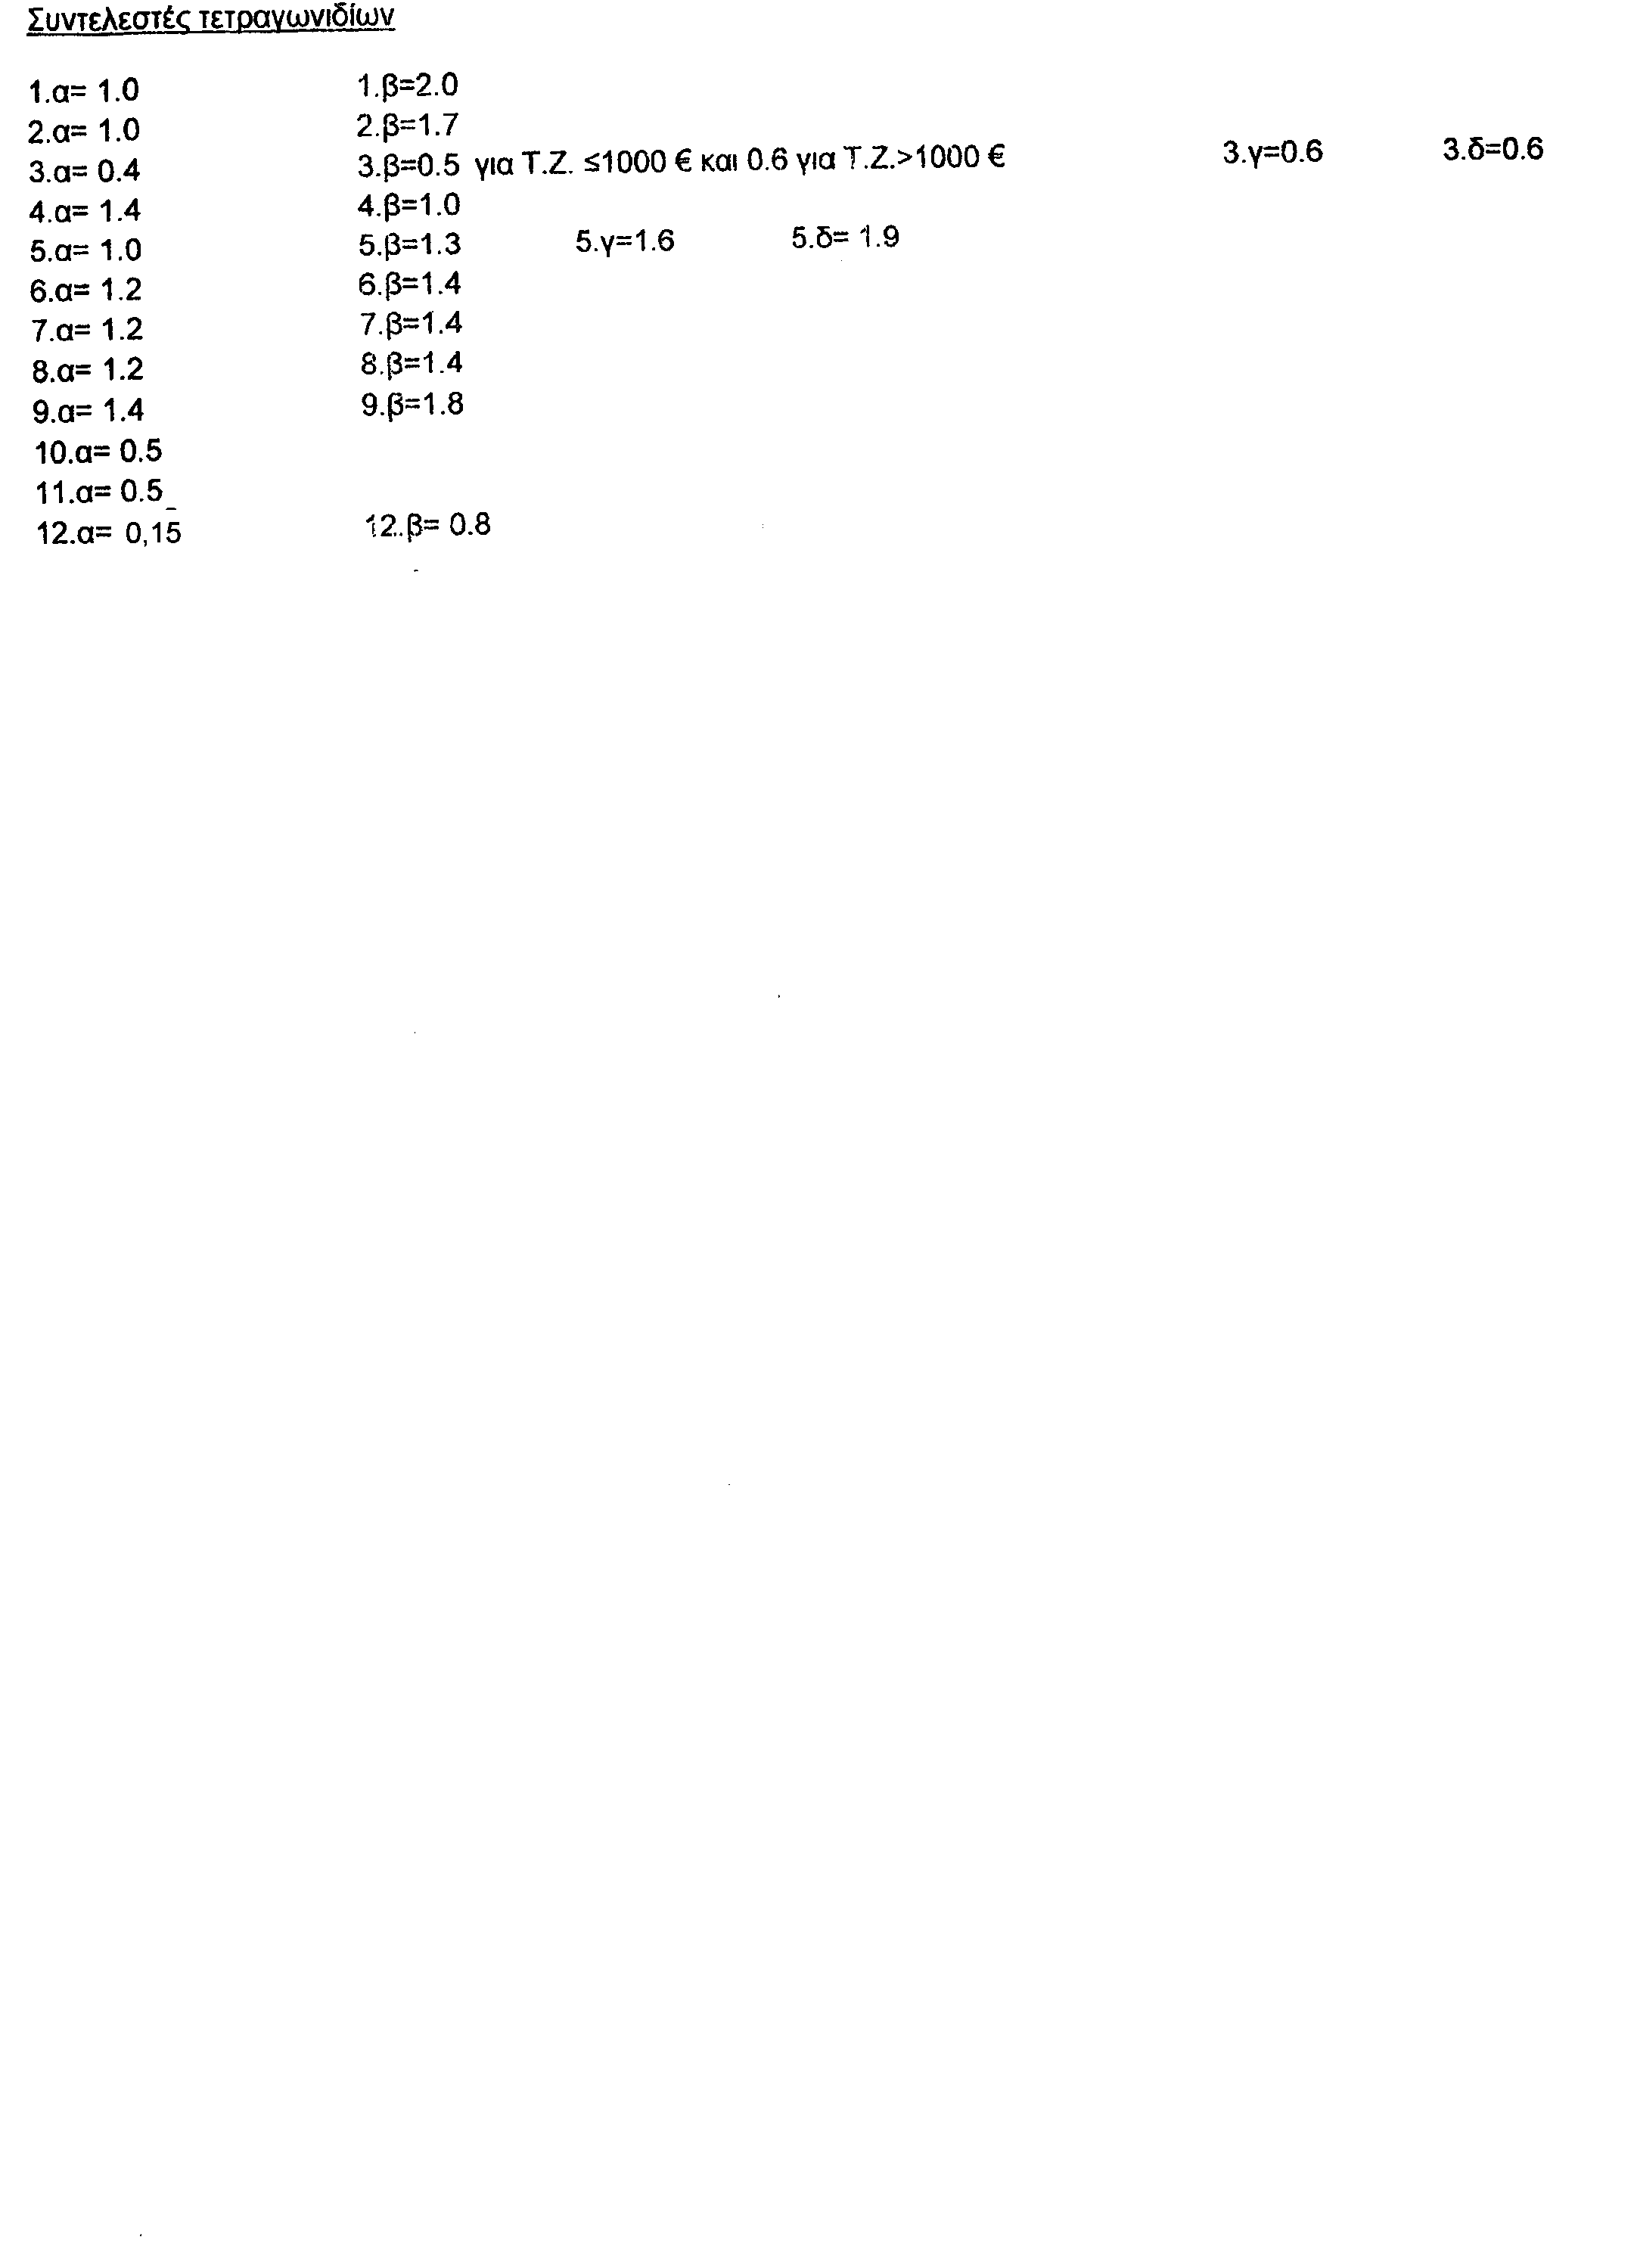 Συντελεστές τετραγωνιδίων
1.α= 1.0 1.β=2.0
2.α= 1.0 2.β=1.7
3.α= 0.4 3.β=0.5 για Τ.Ζ. ≤1000 € και 0.6 για Τ.Ζ.>1000 € 3.γ=0.6 3.δ=0.6
4.α= 1.4 4.β=1.0
5.α= 1.0 5.β=1.3 5.γ=1.6 5.δ= 1.9
6.α= 1.2 6.β=1.4
7.α= 1.2 7.β=1.4
8.α= 1.2 8.β=1.4
9.α= 1.4 9.β=1.8
10.α= 0.5
11.α= 0.5
12.α= 0,15 12.β= 0.8